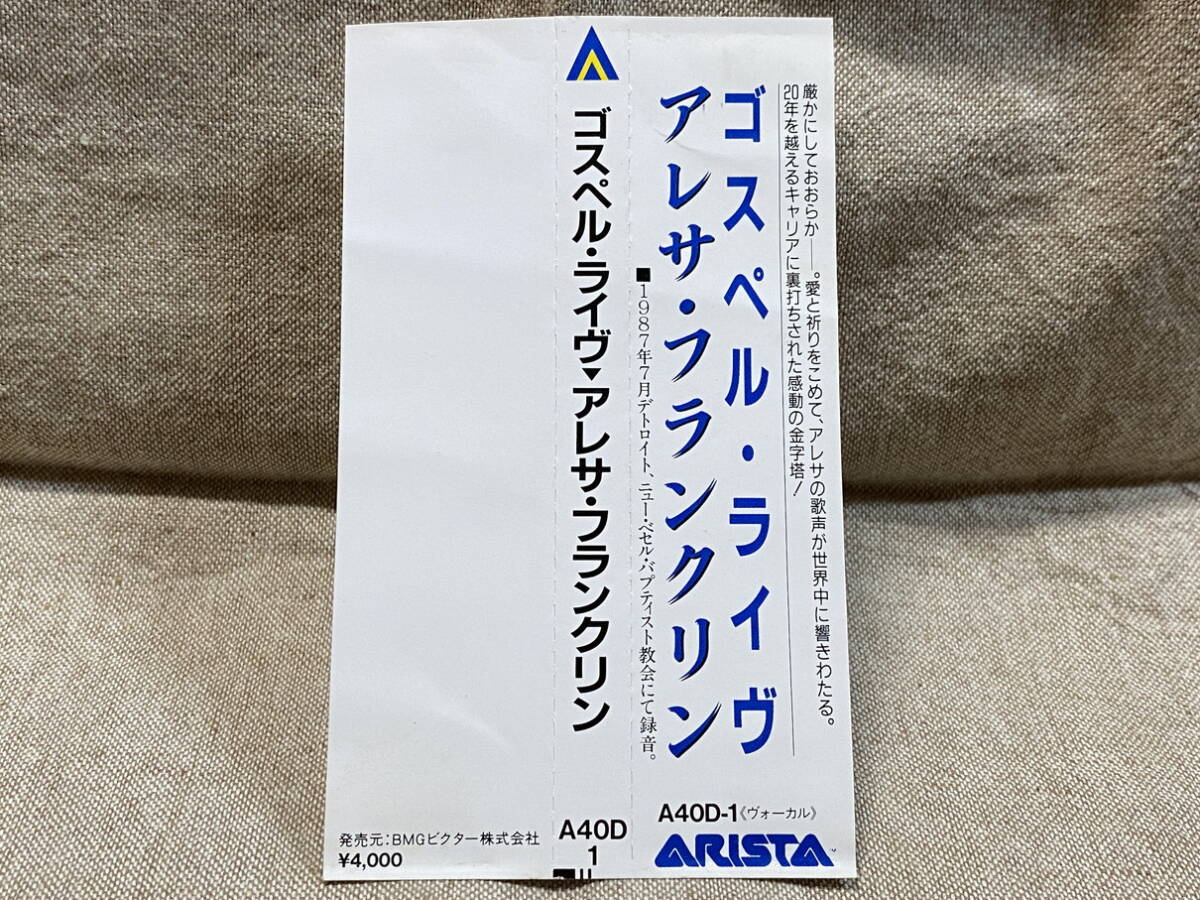 厳かにしておおらか──。愛と祈りをこめて、アレサの歌声が世界中に響きわたる。
20年を越えるキャリアに裏打ちされた感動の金字塔!
ゴスペル・ライヴ
アレサ・フランクリン
■1987年7月デトロイト、ニュー・ベセル・バプティスト教会にて録音。
A40D-1《ヴォーカル》
ARISTA
ゴスペル・ライヴ▼アレサ・フランクリン
A40D
1
発売元:BMGビクター株式会社
¥4,000